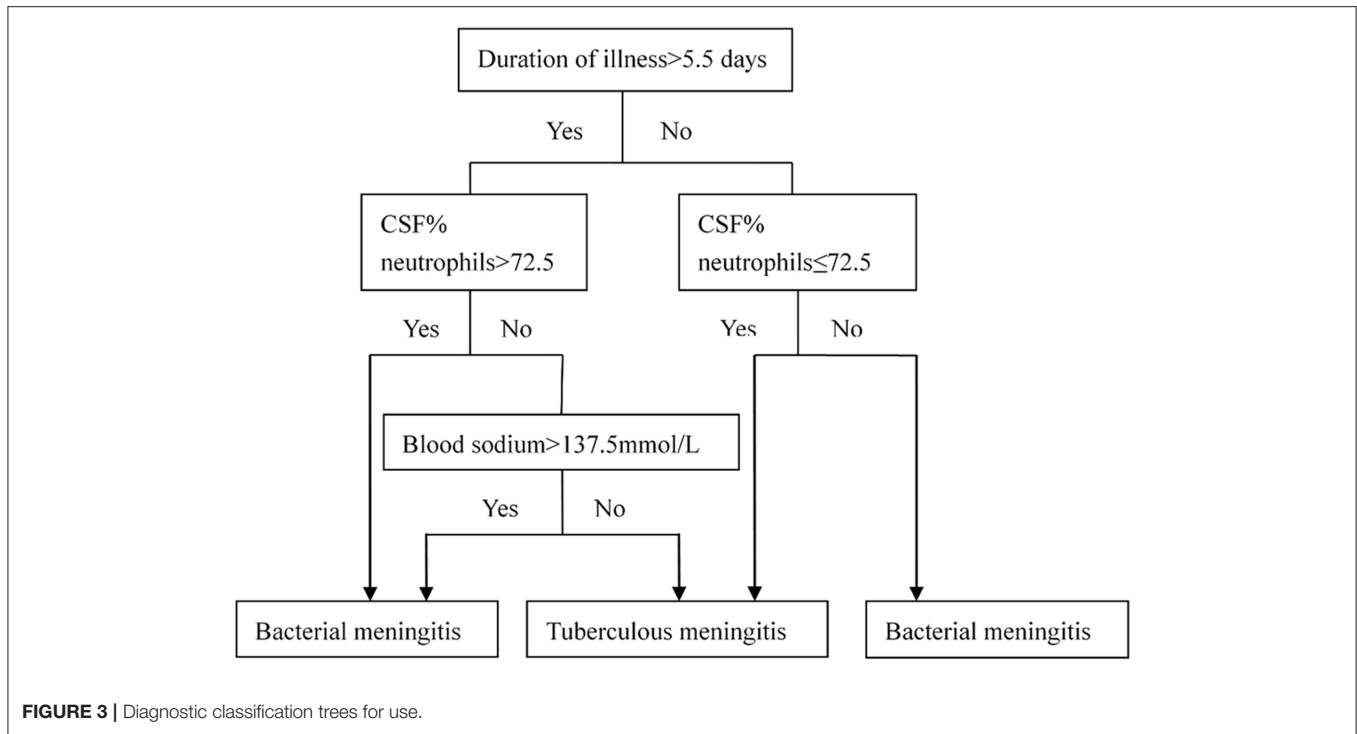 Duration of illness>5.5 days
Yes
No
CSF%
neutrophils>72.5
CSF%
neutrophils≤72.5
Yes
No
Yes
No
Blood sodium>137.5mmol/L
Yes
No
Bacterial meningitis
Tuberculous meningitis
Bacterial meningitis
FIGURE 3 | Diagnostic classification trees for use.